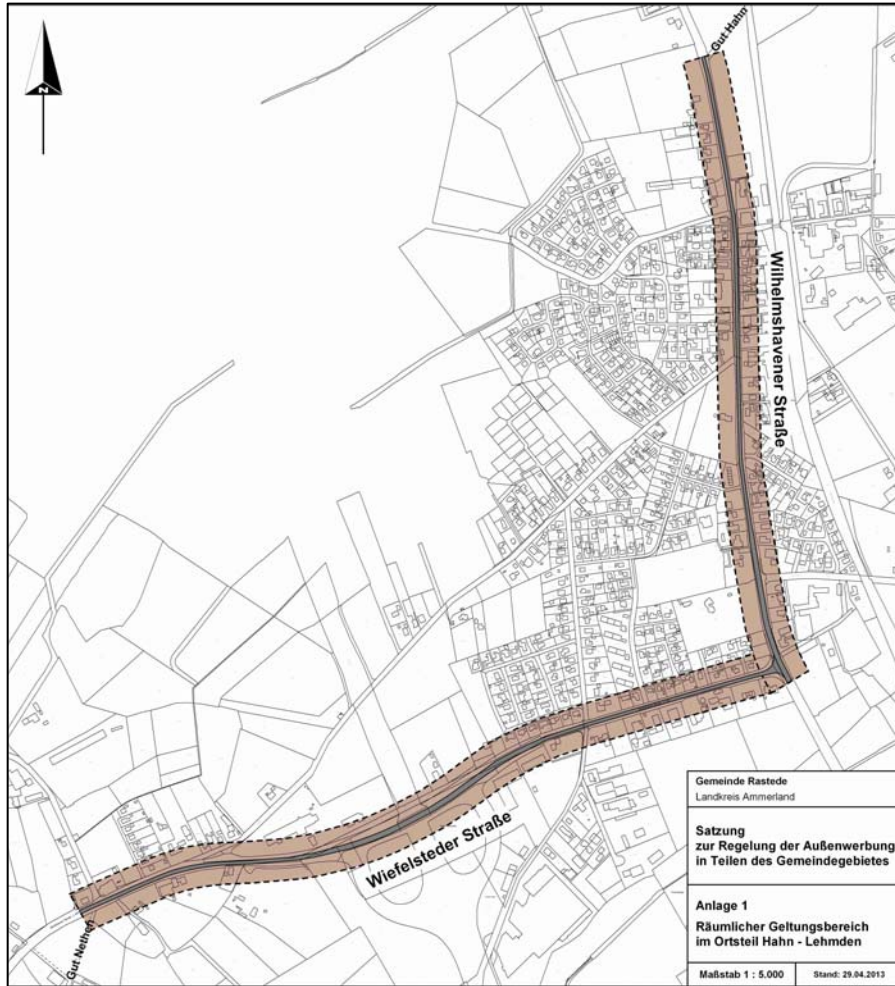 N
Gut Hahn
Wilhelmshavener Straße
Wiefelsteder Straße
Gut Nethen
Gemeinde Rastede
Landkreis Ammerland
Satzung
zur Regelung der Außenwerbung
in Teilen des Gemeindegebietes
Anlage 1
Räumlicher Geltungsbereich
im Ortsteil Hahn - Lehmden
Maßstab 1 : 5.000
Stand: 29.04.2013